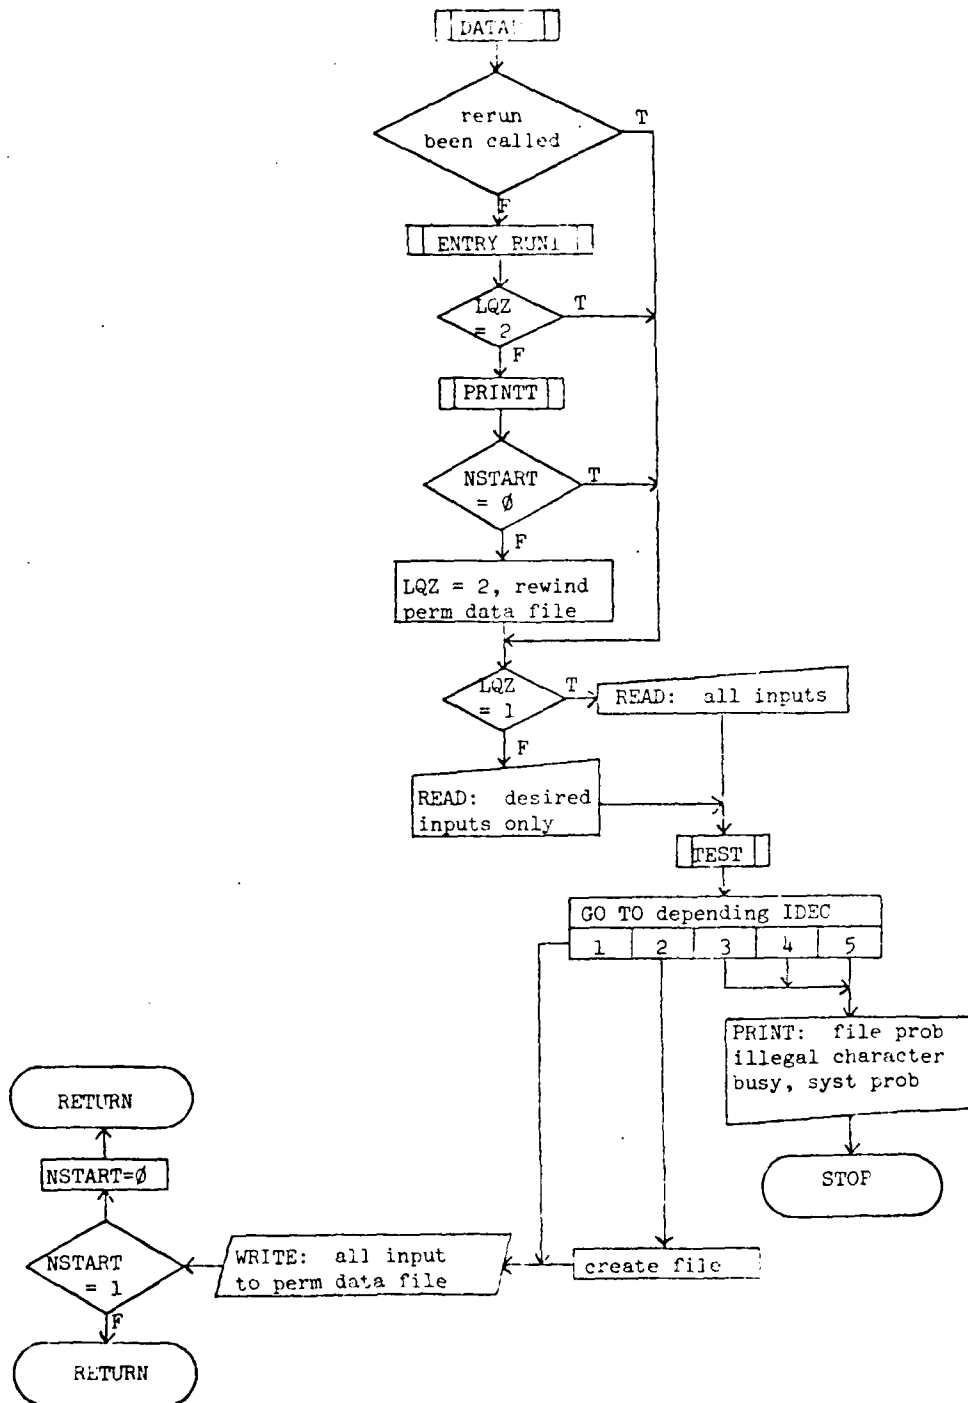 rerun
been called
T
F
ENTRY RUN1
LQZ
= 2
T
F
PRINTT
NSTART
= Ø
T
F
LQZ = 2, rewind
perm data file
LQZ
= 1
T
READ: all inputs
F
READ: desired
inputs only
TEST
GO TO depending IDEC
1 2 3 4 5
PRINT: file prob
illegal character
busy, syst prob
STOP
create file
WRITE: all input
to perm data file
NSTART
= 1
NSTART=Ø
RETURN
F
RETURN